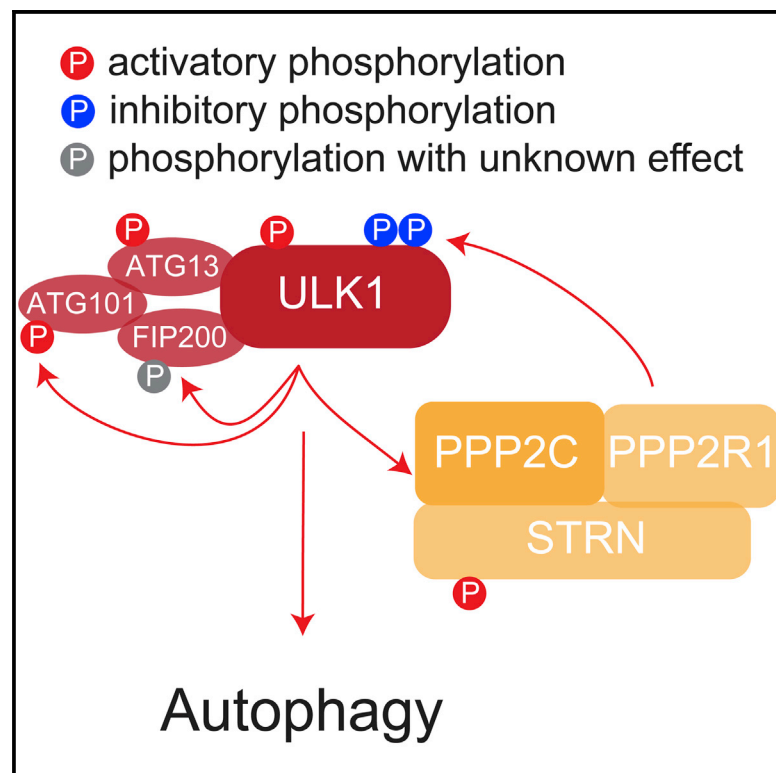 P activatory phosphorylation
P inhibitory phosphorylation
P phosphorylation with unknown effect
P P P P
ATG13
ULK1
ATG101
FIP200
P
P
PPP2C PPP2R1
STRN
P
Autophagy